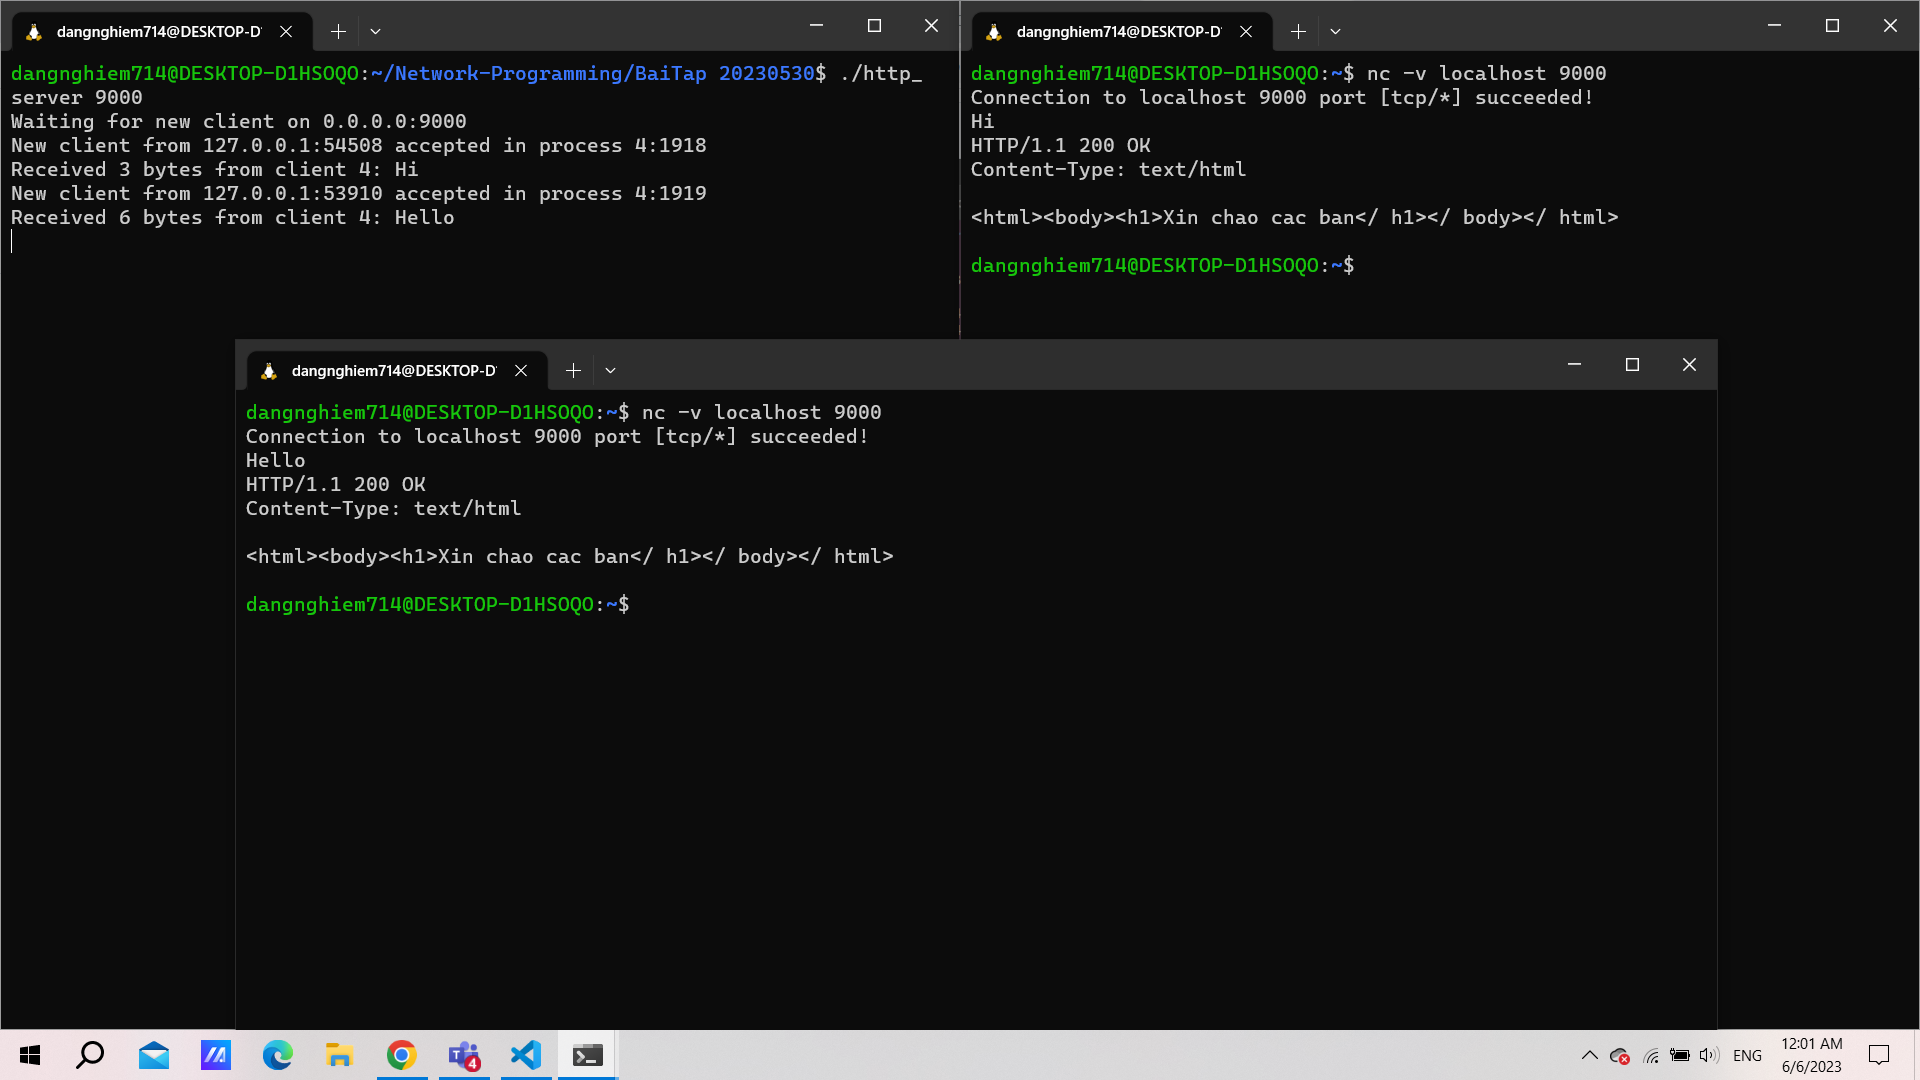 dangnghiem714@DESKTOP-D
dangnghiem714@DESKTOP-D1HSOQO:~/Network-Programming/BaiTap 20230530$ ./http_
server 9000
Waiting for new client on 0.0.0.0:9000
New client from 127.0.0.1:54508 accepted in process 4:1918
Received 3 bytes from client 4: Hi
New client from 127.0.0.1:53910 accepted in process 4:1919
Received 6 bytes from client 4: Hello
dangnghiem714@DESKTOP-D
dangnghiem714@DESKTOP-D1HSOQO:~$ nc -v localhost 9000
Connection to localhost 9000 port [tcp/*] succeeded!
Hi
HTTP/1.1 200 OK
Content-Type: text/html
<html><body><h1>Xin chao cac ban</ h1></ body></ html>
dangnghiem714@DESKTOP-D1HSOQO:~$
dangnghiem714@DESKTOP-D
dangnghiem714@DESKTOP-D1HSOQO:~$ nc -v localhost 9000
Connection to localhost 9000 port [tcp/*] succeeded!
Hello
HTTP/1.1 200 OK
Content-Type: text/html
<html><body><h1>Xin chao cac ban</ h1></ body></ html>
dangnghiem714@DESKTOP-D1HSOQO:~$
4
ENG
12:01 AM
6/6/2023